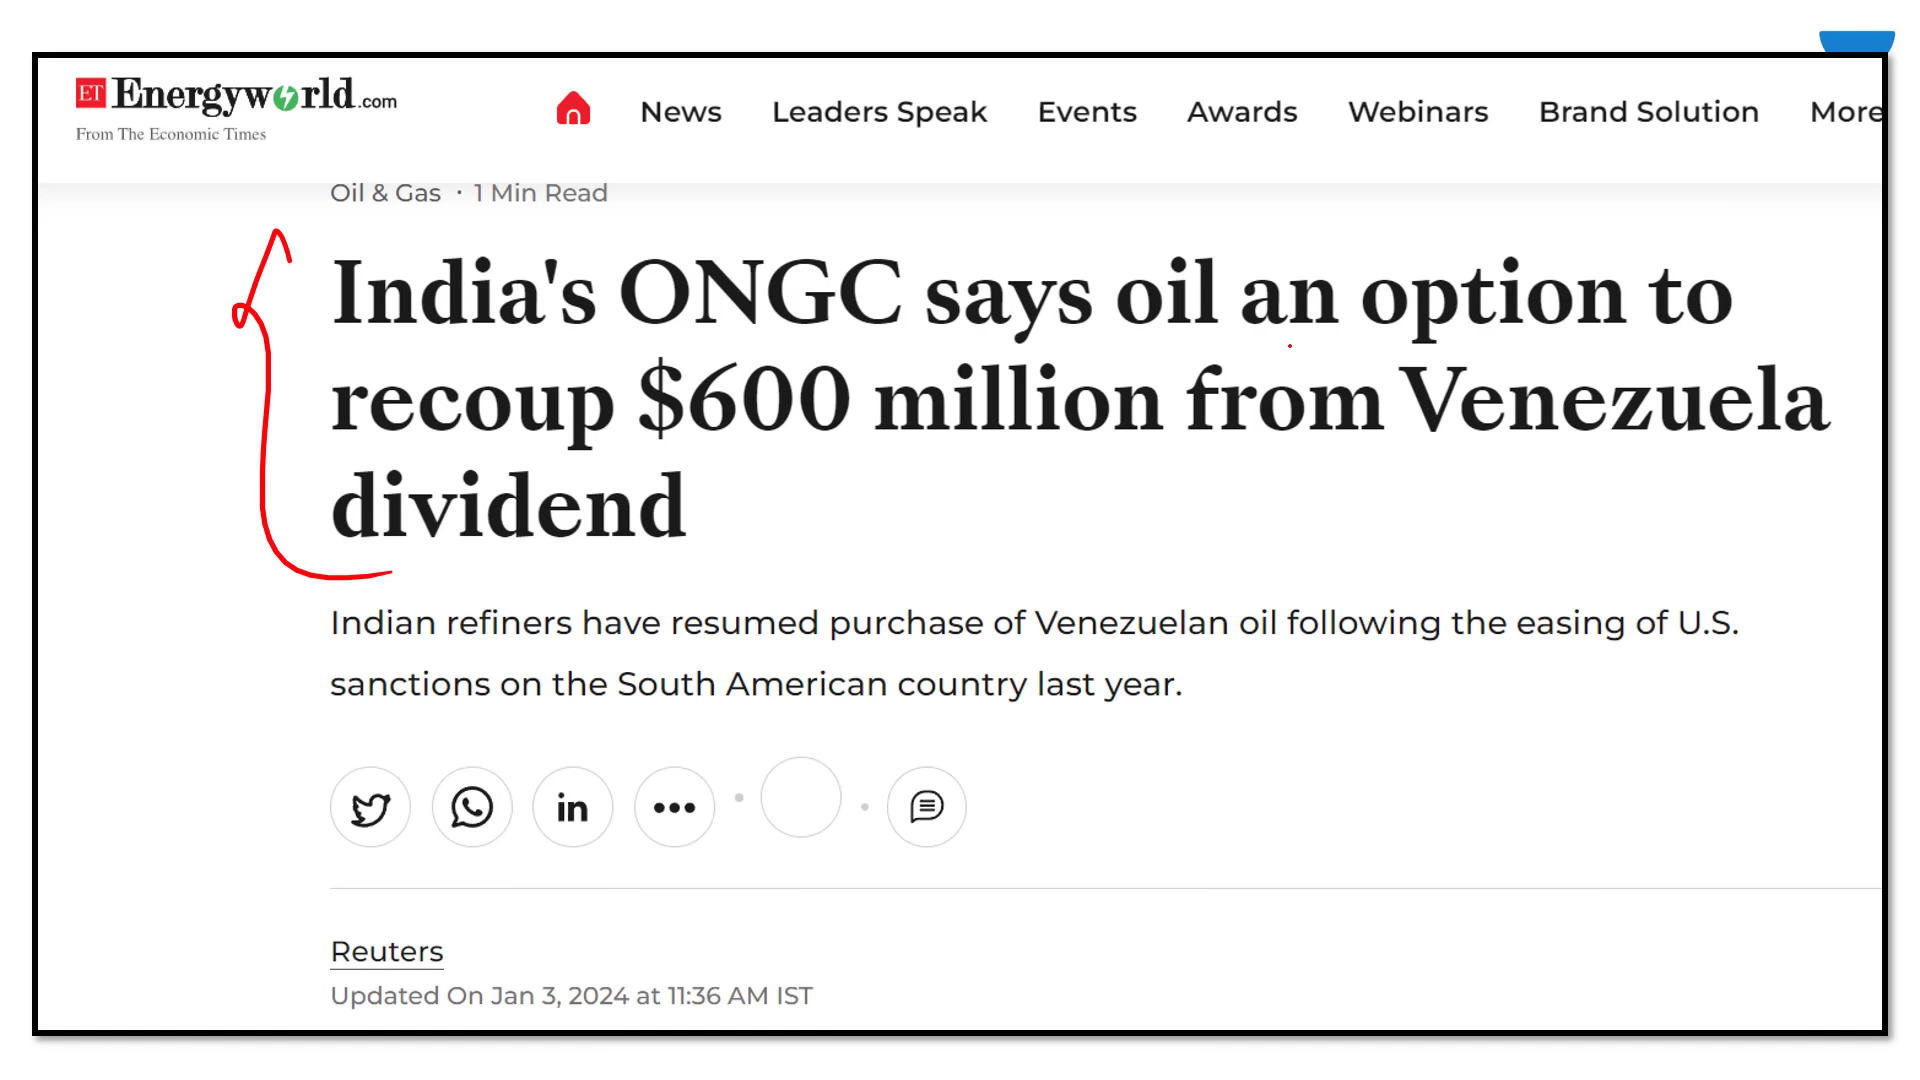 ET Energyworld.com
From The Economic Times
News Leaders Speak Events Awards Webinars Brand Solution More
Oil & Gas · 1 Min Read
India's ONGC says oil an option to
recoup $600 million from Venezuela
dividend
Indian refiners have resumed purchase of Venezuelan oil following the easing of U.S.
sanctions on the South American country last year.
in
Reuters
Updated On Jan 3, 2024 at 11:36 AM IST